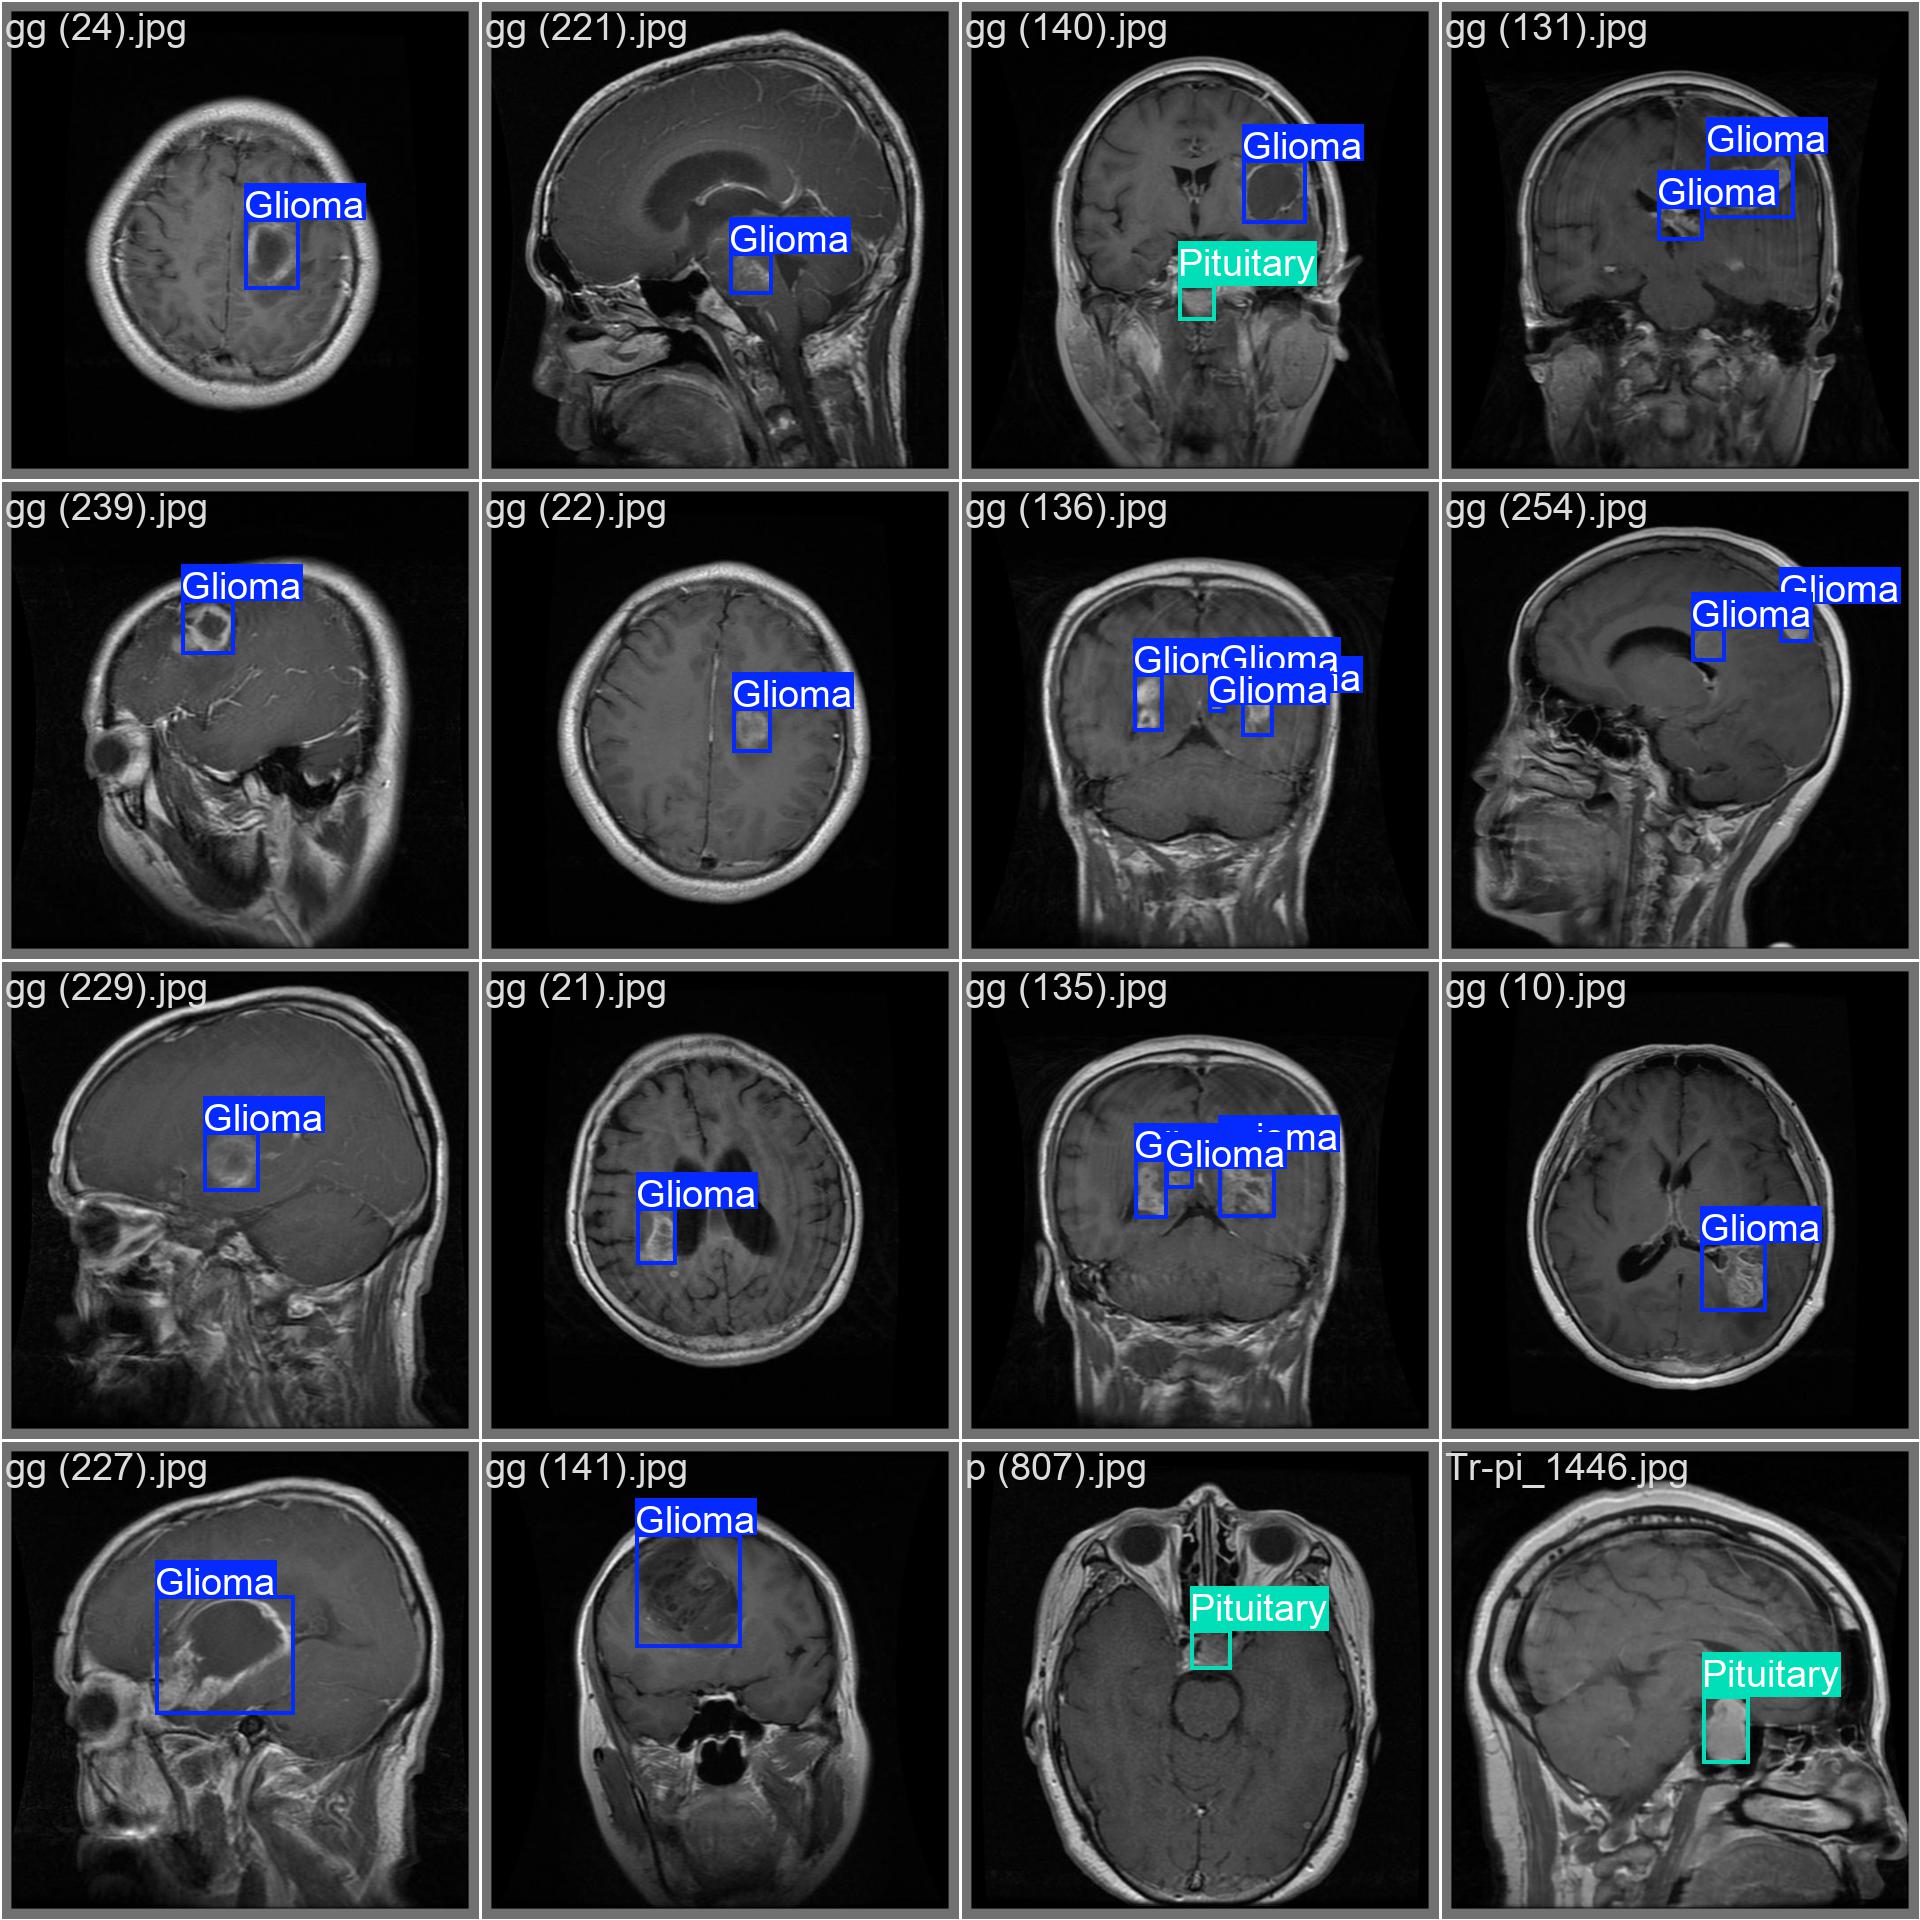 gg (24).jpg
Glioma
gg (221).jpg
Glioma
gg (140).jpg
Glioma
Pituitary
gg (131).jpg
Glioma
Glioma
gg (239).jpg
Glioma
gg (22).jpg
Glioma
gg (136).jpg
Glioma
Glioma
gg (254).jpg
Glioma
Glioma
gg (229).jpg
Glioma
gg (21).jpg
Glioma
gg (135).jpg
Glioma
gg (10).jpg
Glioma
gg (227).jpg
Glioma
gg (141).jpg
Glioma
p (807).jpg
Pituitary
Tr-pi_1446.jpg
Pituitary